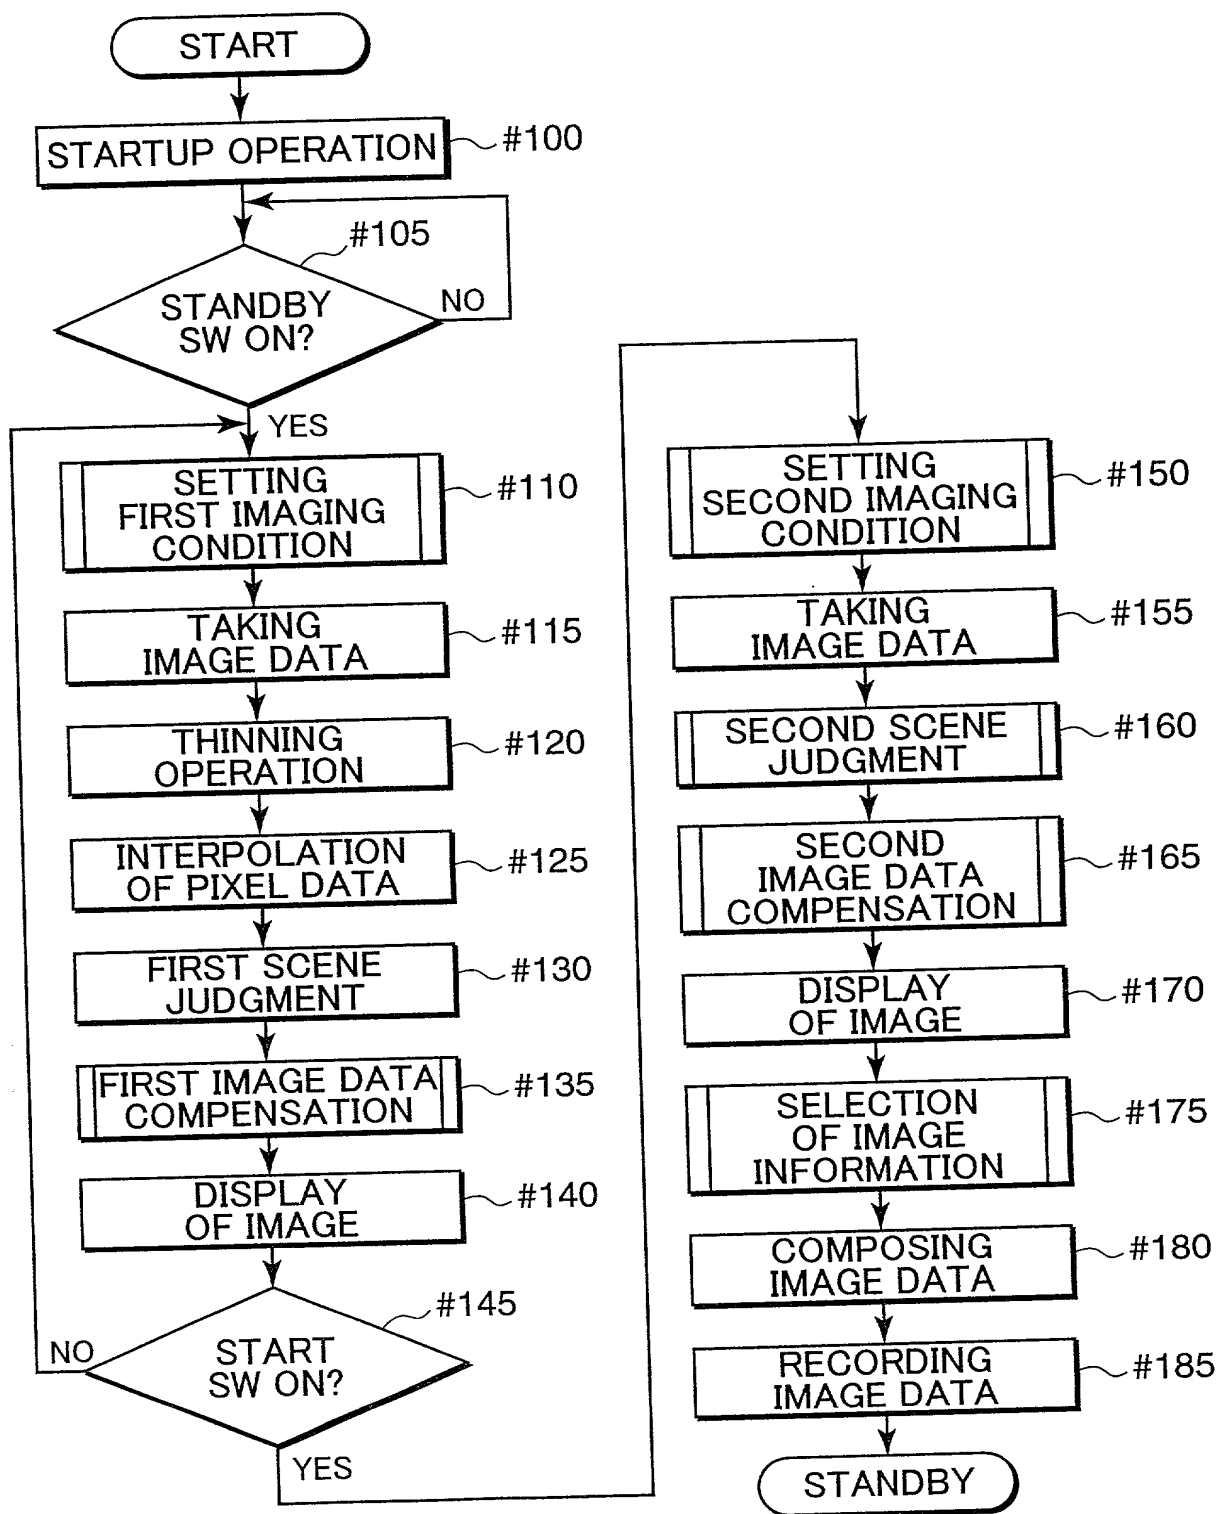 START
STARTUP OPERATION
#100
#105
STANDBY
SW ON?
NO
YES
SETTING
FIRST IMAGING
CONDITION
#110
TAKING
IMAGE DATA
#115
THINNING
OPERATION
#120
INTERPOLATION
OF PIXEL DATA
#125
FIRST SCENE
JUDGMENT
#130
FIRST IMAGE DATA
COMPENSATION
#135
DISPLAY
OF IMAGE
#140
#145
START
SW ON?
NO
YES
SETTING
SECOND IMAGING
CONDITION
#150
TAKING
IMAGE DATA
#155
SECOND SCENE
JUDGMENT
#160
SECOND
IMAGE DATA
COMPENSATION
#165
DISPLAY
OF IMAGE
#170
SELECTION
OF IMAGE
INFORMATION
#175
COMPOSING
IMAGE DATA
#180
RECORDING
IMAGE DATA
#185
STANDBY